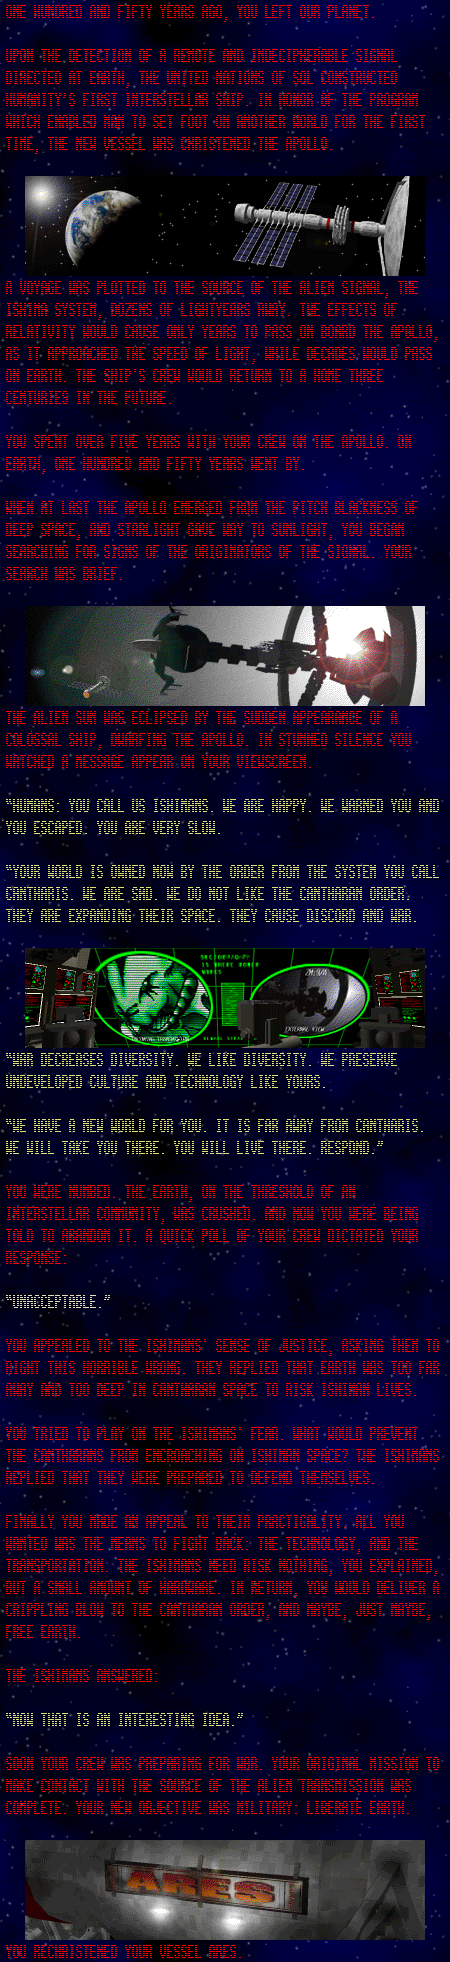 ONE HUNDRED AND FIFTY YEARS AGO, YOU LEFT OUR PLANET.
UPON THE DETECTION OF A REMOTE AND INDECIPHERABLE SIGNAL
DIRECTED AT EARTH, THE UNITED NATIONS OF SOL CONSTRUCTED
HUMANITY'S FIRST INTERSTELLAR SHIP. IN HONOR OF THE PROGRAM
WHICH ENABLED MAN TO SET FOOT ON ANOTHER WORLD FOR THE FIRST
TIME, THE NEW VESSEL WAS CHRISTENED THE APOLLO.
A VOYAGE WAS PLOTTED TO THE SOURCE OF THE ALIEN SIGNAL, THE
ISHIMA SYSTEM, DOZENS OF LIGHTYEARS AWAY. THE EFFECTS OF
RELATIVITY WOULD CAUSE ONLY YEARS TO PASS ON BOARD THE APOLLO,
AS IT APPROACHED THE SPEED OF LIGHT, WHILE DECADES WOULD PASS
ON EARTH. THE SHIP'S CREW WOULD RETURN TO A HOME THREE
CENTURIES IN THE FUTURE.
YOU SPENT OVER FIVE YEARS WITH YOUR CREW ON THE APOLLO. ON
EARTH, ONE HUNDRED AND FIFTY YEARS WENT BY.
WHEN AT LAST THE APOLLO EMERGED FROM THE PITCH BLACKNESS OF
DEEP SPACE, AND STARLIGHT GAVE WAY TO SUNLIGHT, YOU BEGAN
SEARCHING FOR SIGNS OF THE ORIGINATORS OF THE SIGNAL. YOUR
SEARCH WAS BRIEF.
THE ALIEN SUN WAS ECLIPSED BY THE SUDDEN APPEARANCE OF A
COLOSSAL SHIP, DWARFING THE APOLLO. IN STUNNED SILENCE YOU
WATCHED A MESSAGE APPEAR ON YOUR VIEWSCREEN.
"HUMANS: YOU CALL US ISHIMANS. WE ARE HAPPY. WE WARNED YOU AND
YOU ESCAPED. YOU ARE VERY SLOW.
"YOUR WORLD IS OWNED NOW BY THE ORDER FROM THE SYSTEM YOU CALL
CANTHARIS. WE ARE SAD. WE DO NOT LIKE THE CANTHARAN ORDER.
THEY ARE EXPANDING THEIR SPACE. THEY CAUSE DISCORD AND WAR.
EXTERNAL VIEW
"WAR DECREASES DIVERSITY. WE LIKE DIVERSITY. WE PRESERVE
UNDEVELOPED CULTURE AND TECHNOLOGY LIKE YOURS.
"WE HAVE A NEW WORLD FOR YOU. IT IS FAR AWAY FROM CANTHARIS.
WE WILL TAKE YOU THERE. YOU WILL LIVE THERE. RESPOND."
YOU WERE NUMBED. THE EARTH, ON THE THRESHOLD OF AN
INTERSTELLAR COMMUNITY, WAS CRUSHED. AND NOW YOU WERE BEING
TOLD TO ABANDON IT. A QUICK POLL OF YOUR CREW DICTATED YOUR
RESPONSE:
"UNACCEPTABLE."
YOU APPEALED TO THE ISHIMANS' SENSE OF JUSTICE, ASKING THEM TO
RIGHT THIS HORRIBLE WRONG. THEY REPLIED THAT EARTH WAS TOO FAR
AWAY AND TOO DEEP IN CANTHARAN SPACE TO RISK ISHIMAN LIVES.
YOU TRIED TO PLAY ON THE ISHIMANS' FEAR. WHAT WOULD PREVENT
THE CANTHARANS FROM ENCROACHING ON ISHIMAN SPACE? THE ISHIMANS
REPLIED THAT THEY WERE PREPARED TO DEFEND THEMSELVES.
FINALLY YOU MADE AN APPEAL TO THEIR PRACTICALITY. ALL YOU
WANTED WAS THE MEANS TO FIGHT BACK: THE TECHNOLOGY, AND THE
TRANSPORTATION. THE ISHIMANS NEED RISK NOTHING, YOU EXPLAINED,
BUT A SMALL AMOUNT OF HARDWARE. IN RETURN, YOU WOULD DELIVER A
CRIPPLING BLOW TO THE CANTHARAN ORDER, AND MAYBE, JUST MAYBE,
FREE EARTH.
THE ISHIMANS ANSWERED:
"NOW THAT IS AN INTERESTING IDEA."
SOON YOUR CREW WAS PREPARING FOR WAR. YOUR ORIGINAL MISSION TO
MAKE CONTACT WITH THE SOURCE OF THE ALIEN TRANSMISSION WAS
COMPLETE. YOUR NEW OBJECTIVE WAS MILITARY: LIBERATE EARTH.
ARES
YOU RECHRISTENED YOUR VESSEL ARES.